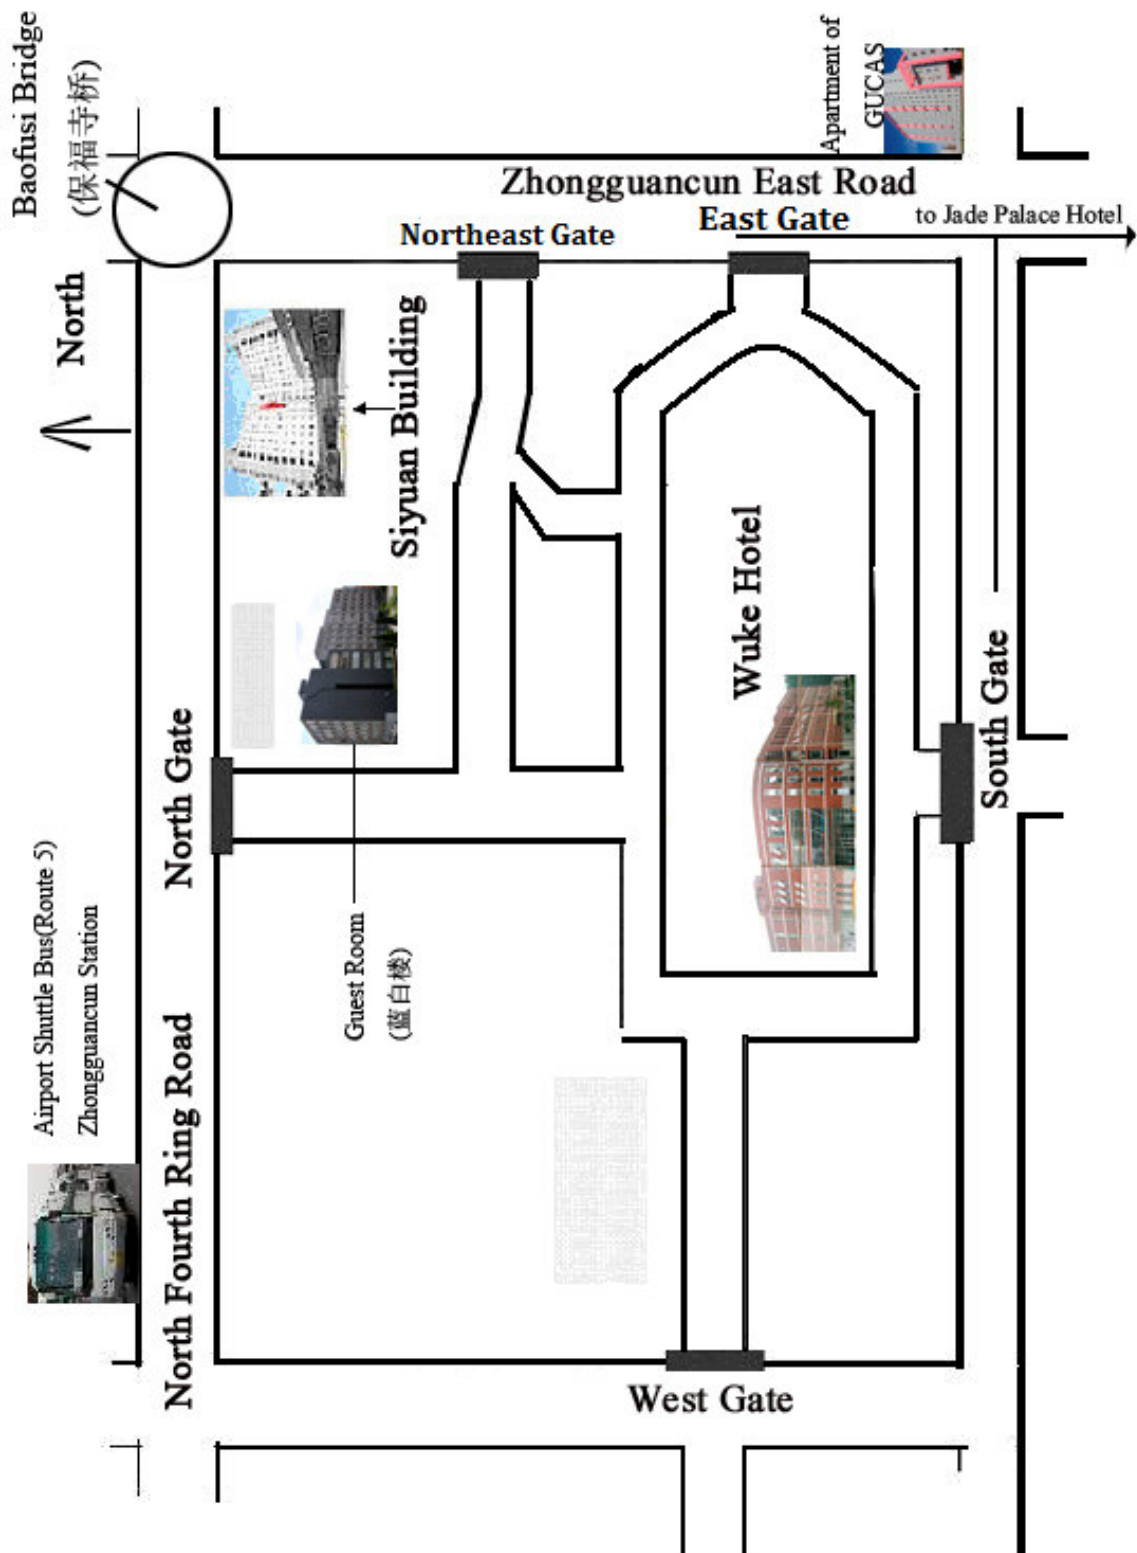 Baofusi Bridge
(保福寺桥)
Apartment of
GUCAS
Zhongguancun East Road
East Gate
to Jade Palace Hotel
Northeast Gate
North
Siyuan Building
Wuke Hotel
South Gate
North Gate
Airport Shuttle Bus(Route 5)
Zhongguancun Station
Guest Room
(蓝白楼)
North Fourth Ring Road
West Gate